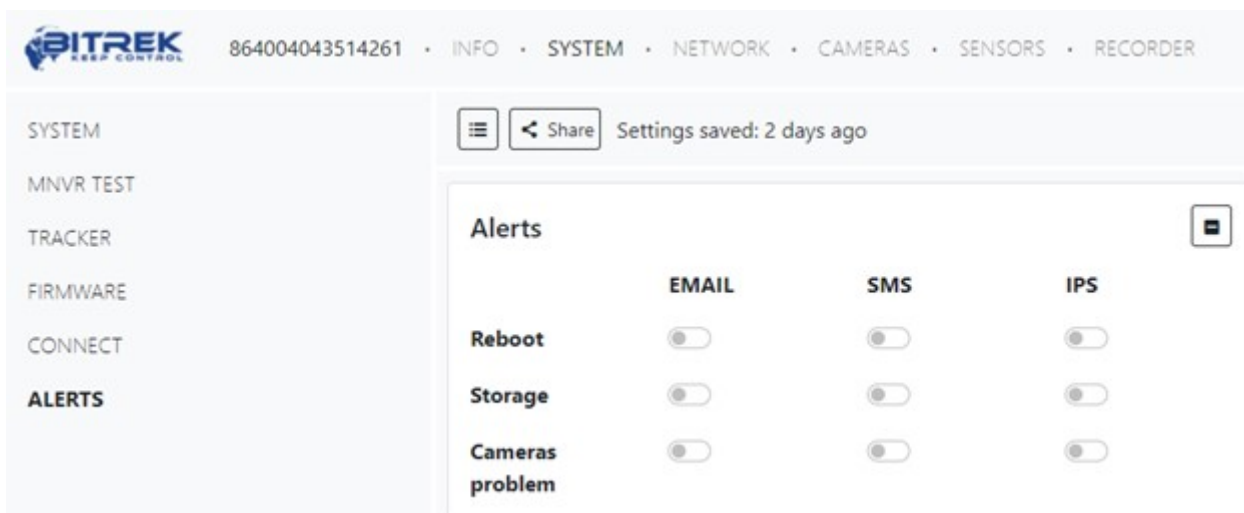 BITREK
KEEP CONTROL
864004043514261 · INFO · SYSTEM · NETWORK · CAMERAS · SENSORS · RECORDER
SYSTEM
MNVR TEST
TRACKER
FIRMWARE
CONNECT
ALERTS
Share Settings saved: 2 days ago
Alerts
EMAIL SMS IPS
Reboot
Storage
Cameras
problem